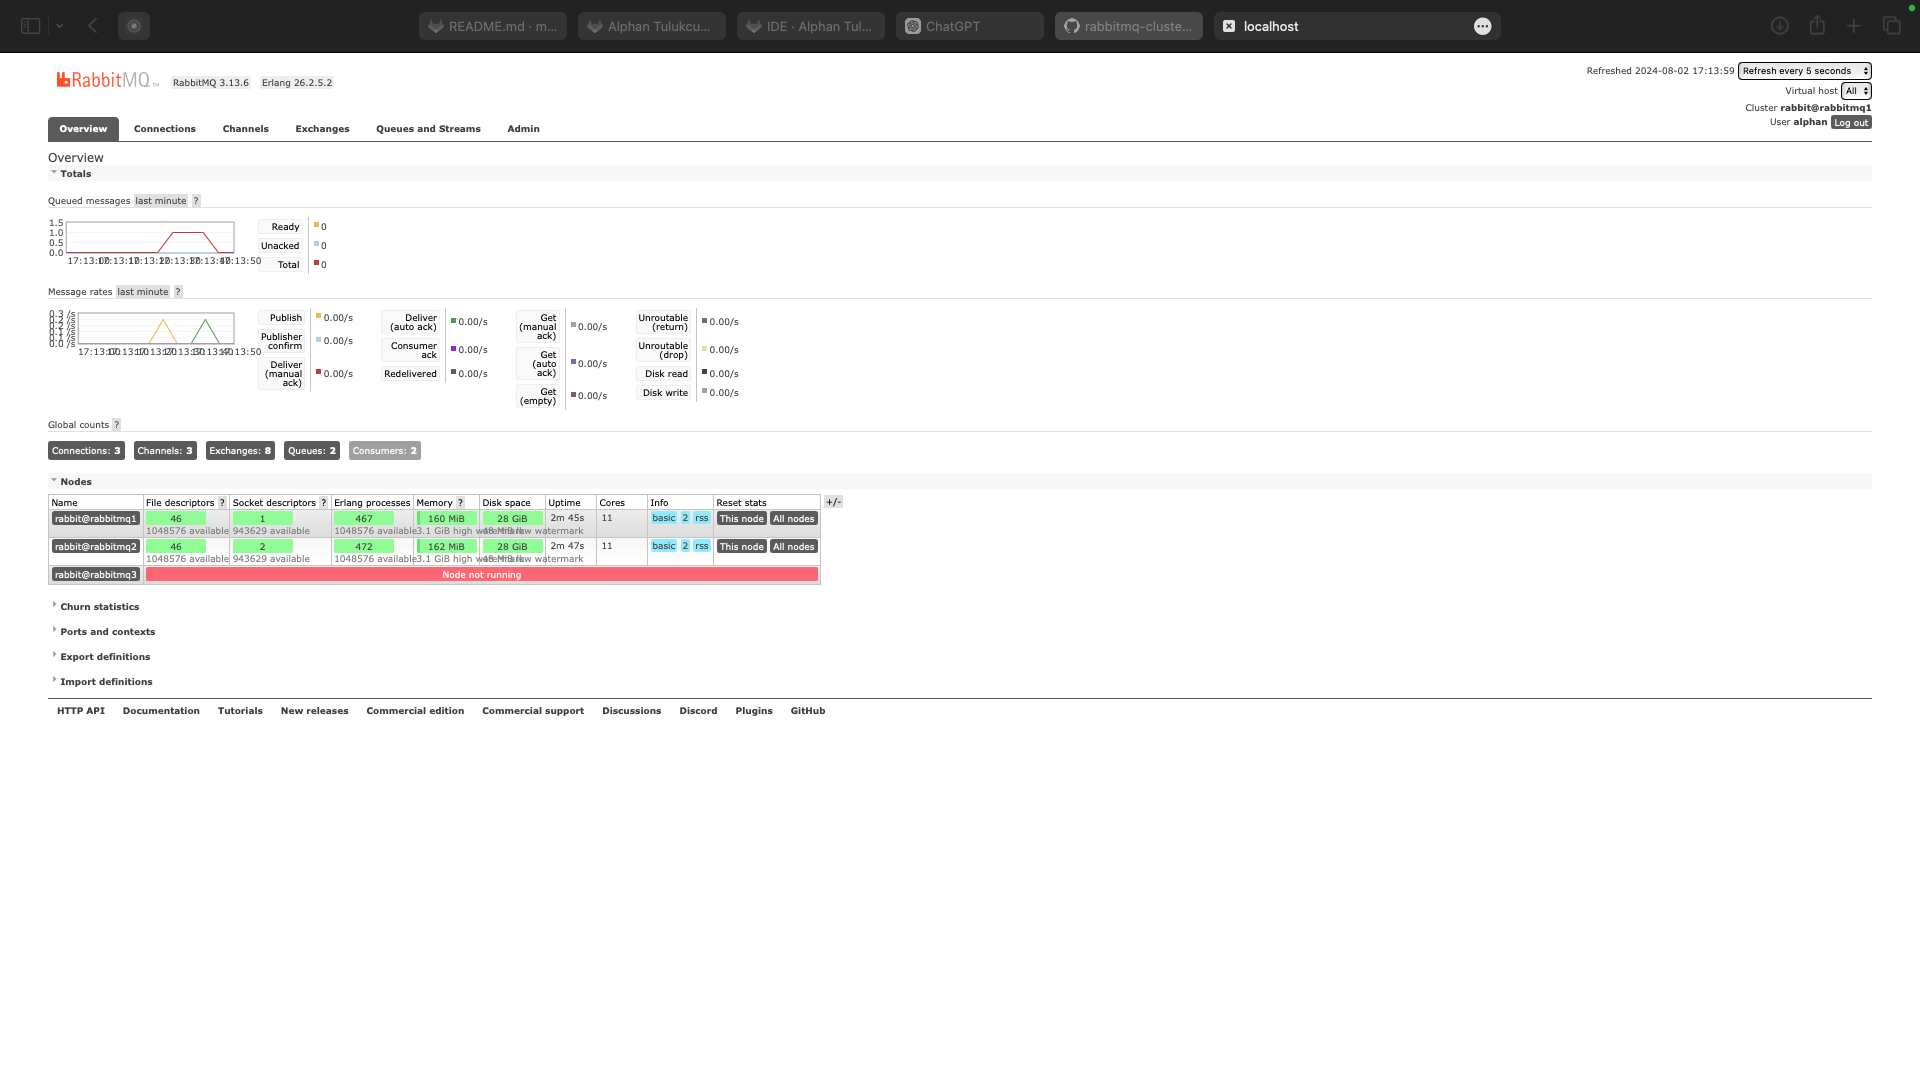 README.md · m...
Alphan Tulukcu...
IDE · Alphan Tul...
ChatGPT
rabbitmq-cluste...
localhost
RabbitMQ TM
RabbitMQ 3.13.6
Erlang 26.2.5.2
Refreshed 2024-08-02 17:13:59 Refresh every 5 seconds
Virtual host All
Cluster rabbit@rabbitmq1
User alphan Log out
Overview
Connections
Channels
Exchanges
Queues and Streams
Admin
Overview
Totals
Queued messages last minute ?
1.5
1.0
0.5
0.0
17:13:00 17:13:10 17:13:20 17:13:30 17:13:40 17:13:50
Ready 0
Unacked 0
Total 0
Message rates last minute ?
0.3 /s
0.2 /s
0.2 /s
0.1 /s
0.1 /s
0.0 /s
17:13:00 17:13:10 17:13:20 17:13:30 17:13:40 17:13:50
Publish 0.00/s
Publisher confirm 0.00/s
Deliver (manual ack) 0.00/s
Deliver (auto ack) 0.00/s
Consumer ack 0.00/s
Redelivered 0.00/s
Get (manual ack) 0.00/s
Get (auto ack) 0.00/s
Get (empty) 0.00/s
Unroutable (return) 0.00/s
Unroutable (drop) 0.00/s
Disk read 0.00/s
Disk write 0.00/s
Global counts ?
Connections: 3
Channels: 3
Exchanges: 8
Queues: 2
Consumers: 2
Nodes
Name File descriptors ? Socket descriptors ? Erlang processes Memory ? Disk space Uptime Cores Info Reset stats +/-
rabbit@rabbitmq1 46 1 467 160 MiB 28 GiB 2m 45s 11 basic 2 rss This node All nodes
1048576 available 943629 available 1048576 available 3.1 GiB high watermark 48 MiB low watermark
rabbit@rabbitmq2 46 2 472 162 MiB 28 GiB 2m 47s 11 basic 2 rss This node All nodes
1048576 available 943629 available 1048576 available 3.1 GiB high watermark 48 MiB low watermark
rabbit@rabbitmq3 Node not running
Churn statistics
Ports and contexts
Export definitions
Import definitions
HTTP API
Documentation
Tutorials
New releases
Commercial edition
Commercial support
Discussions
Discord
Plugins
GitHub